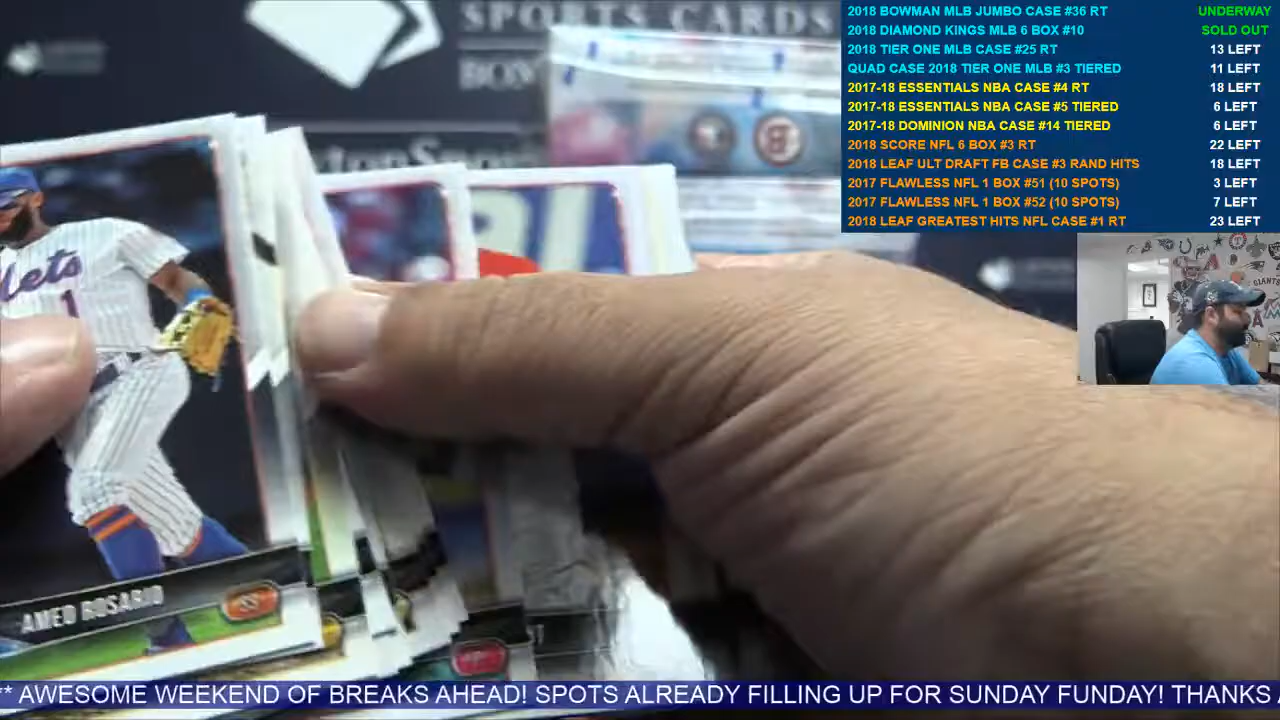 SPORTS CARDS
2018 BOWMAN MLB JUMBO CASE #36 RT UNDERWAY
2018 DIAMOND KINGS MLB 6 BOX #10 SOLD OUT
2018 TIER ONE MLB CASE #25 RT 13 LEFT
QUAD CASE 2018 TIER ONE MLB #3 TIERED 11 LEFT
2017-18 ESSENTIALS NBA CASE #4 RT 18 LEFT
2017-18 ESSENTIALS NBA CASE #5 TIERED 6 LEFT
2017-18 DOMINION NBA CASE #14 TIERED 6 LEFT
2018 SCORE NFL 6 BOX #3 RT 22 LEFT
2018 LEAF ULT DRAFT FB CASE #3 RAND HITS 18 LEFT
2017 FLAWLESS NFL 1 BOX #51 (10 SPOTS) 3 LEFT
2017 FLAWLESS NFL 1 BOX #52 (10 SPOTS) 7 LEFT
2018 LEAF GREATEST HITS NFL CASE #1 RT 23 LEFT
GIANTS
Mets
1
AMED ROSARIO
SS
** AWESOME WEEKEND OF BREAKS AHEAD! SPOTS ALREADY FILLING UP FOR SUNDAY FUNDAY! THANKS